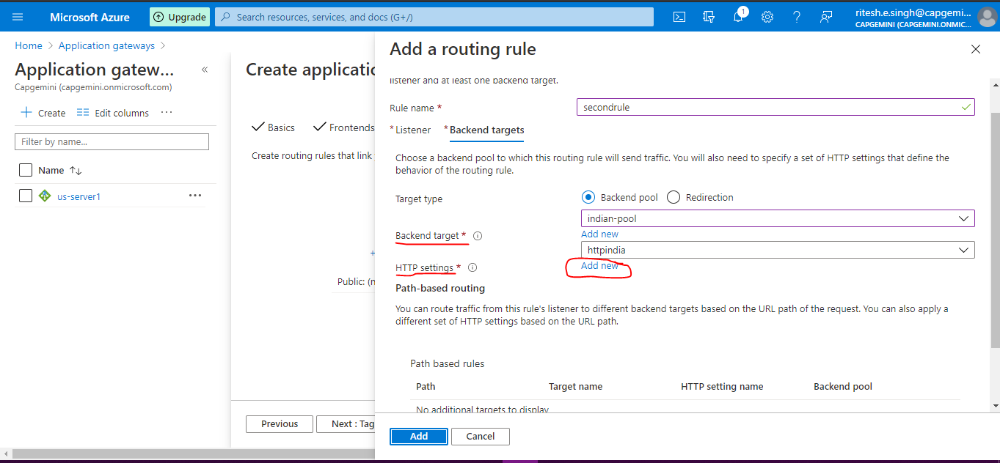 Microsoft Azure
Upgrade
Search resources, services, and docs (G+/)
1
ritesh.e.singh@capgemi...
CAPGEMINI (CAPGEMINI.ONMIC...
Home > Application gateways >
Application gatew...
«
Capgemini (capgemini.onmicrosoft.com)
+ Create
Edit columns
...
Filter by name...
Name ↑↓
us-server1
...
Create applicatio
Basics
Frontends
Create routing rules that link
+
Public: (n
Previous
Next : Tag
Add a routing rule
listener and at least one backend target.
Rule name *
secondrule
* Listener
* Backend targets
Choose a backend pool to which this routing rule will send traffic. You will also need to specify a set of HTTP settings that define the
behavior of the routing rule.
Target type
Backend pool
Redirection
indian-pool
Backend target *
Add new
httpindia
HTTP settings *
Add new
Path-based routing
You can route traffic from this rule's listener to different backend targets based on the URL path of the request. You can also apply a
different set of HTTP settings based on the URL path.
Path based rules
Path
Target name
HTTP setting name
Backend pool
No additional targets to display
Add
Cancel